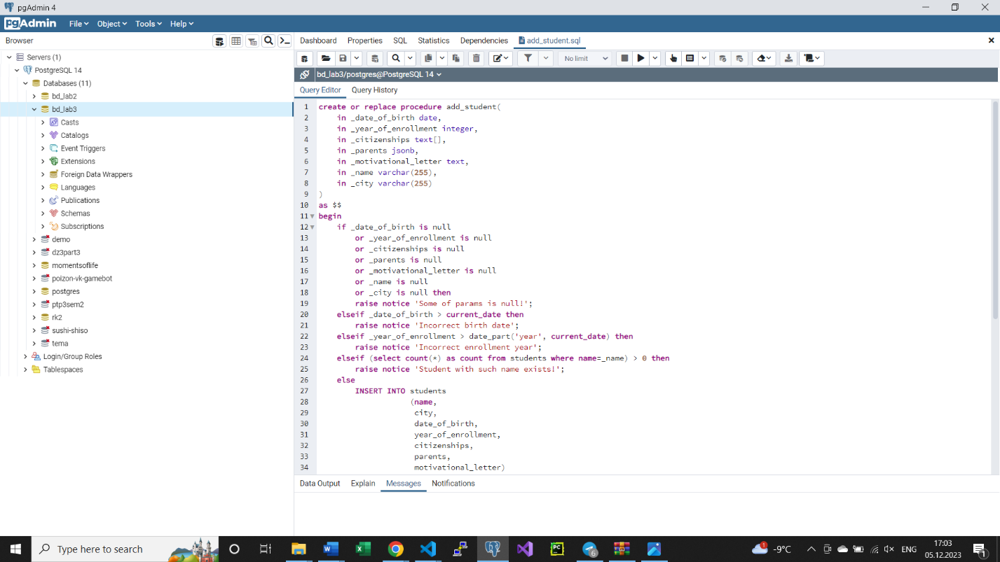 pgAdmin 4
pgAdmin File Object Tools Help
Browser
Dashboard Properties SQL Statistics Dependencies add_student.sql
Servers (1)
PostgreSQL 14
Databases (11)
bd_lab2
bd_lab3
Casts
Catalogs
Event Triggers
Extensions
Foreign Data Wrappers
Languages
Publications
Schemas
Subscriptions
demo
dz3part3
momentsoflife
poizon-vk-gamebot
postgres
ptp3sem2
rk2
sushi-shiso
tema
Login/Group Roles
Tablespaces
No limit
bd_lab3/postgres@PostgreSQL 14
Query Editor Query History
1 create or replace procedure add_student(
2 in _date_of_birth date,
3 in _year_of_enrollment integer,
4 in _citizenships text[],
5 in _parents jsonb,
6 in _motivational_letter text,
7 in _name varchar(255),
8 in _city varchar(255)
9 )
10 as $$
11 begin
12 if _date_of_birth is null
13 or _year_of_enrollment is null
14 or _citizenships is null
15 or _parents is null
16 or _motivational_letter is null
17 or _name is null
18 or _city is null then
19 raise notice 'Some of params is null!';
20 elseif _date_of_birth > current_date then
21 raise notice 'Incorrect birth date';
22 elseif _year_of_enrollment > date_part('year', current_date) then
23 raise notice 'Incorrect enrollment year';
24 elseif (select count(*) as count from students where name=_name) > 0 then
25 raise notice 'Student with such name exists!';
26 else
27 INSERT INTO students
28 (name,
29 city,
30 date_of_birth,
31 year_of_enrollment,
32 citizenships,
33 parents,
34 motivational_letter)
Data Output Explain Messages Notifications
Type here to search
W
X
PC
6
1
-9°C
ENG
17:03
05.12.2023
1